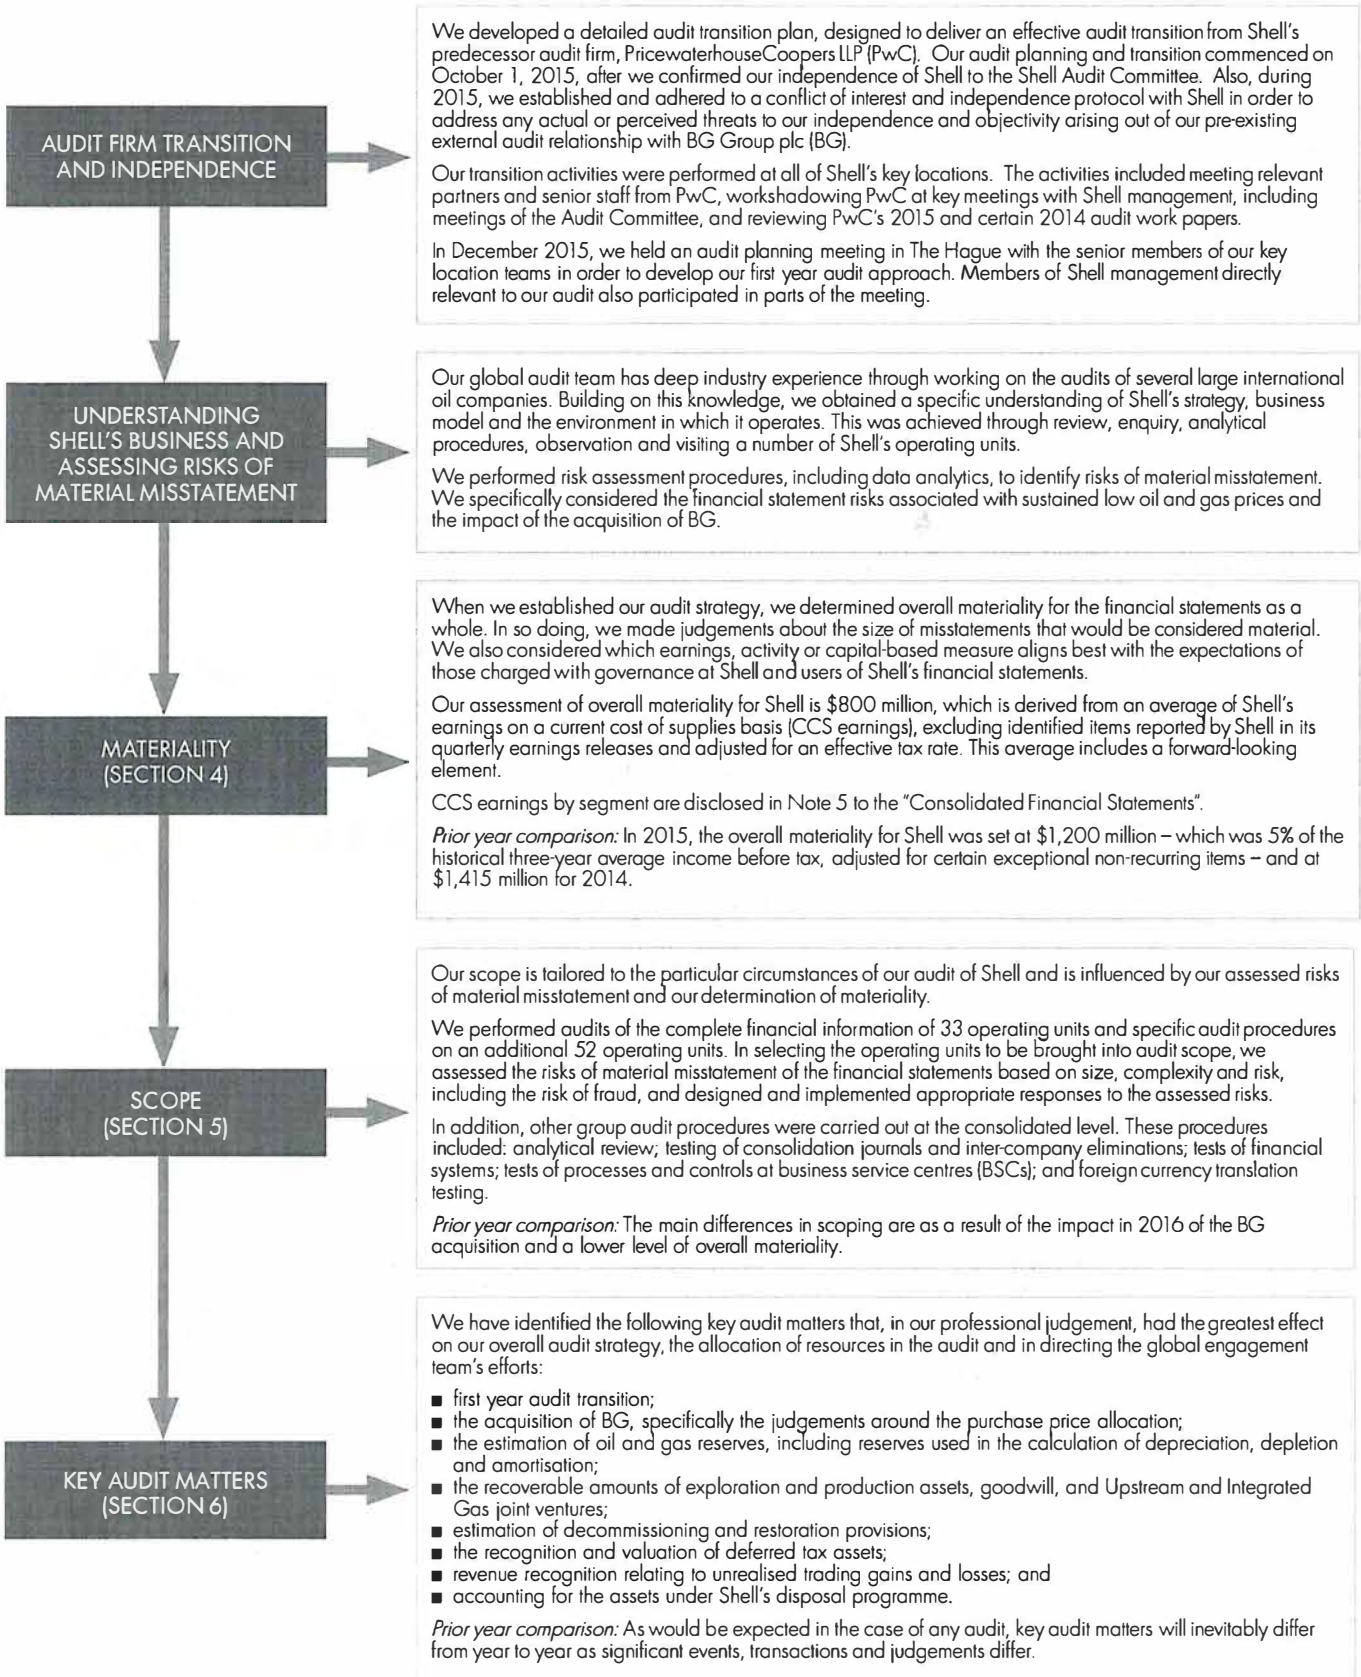 We developed a detailed audit transition plan, designed to deliver an effective audit transition from Shell's
predecessor audit firm, PricewaterhouseCoopers LLP (PwC). Our audit planning and transition commenced on
October 1, 2015, after we confirmed our independence of Shell to the Shell Audit Committee. Also, during
2015, we established and adhered to a conflict of interest and independence protocol with Shell in order to
address any actual or perceived threats to our independence and objectivity arising out of our pre-existing
external audit relationship with BG Group plc (BG).
AUDIT FIRM TRANSITION
AND INDEPENDENCE
Our transition activities were performed at all of Shell's key locations. The activities included meeting relevant
partners and senior staff from PwC, workshadowing PwC at key meetings with Shell management, including
meetings of the Audit Committee, and reviewing PwC's 2015 and certain 2014 audit work papers.
In December 2015, we held an audit planning meeting in The Hague with the senior members of our key
location teams in order to develop our first year audit approach. Members of Shell management directly
relevant to our audit also participated in parts of the meeting.
UNDERSTANDING
SHELL'S BUSINESS AND
ASSESSING RISKS OF
MATERIAL MISSTATEMENT
Our global audit team has deep industry experience through working on the audits of several large international
oil companies. Building on this knowledge, we obtained a specific understanding of Shell's strategy, business
model and the environment in which it operates. This was achieved through review, enquiry, analytical
procedures, observation and visiting a number of Shell's operating units.
We performed risk assessment procedures, including data analytics, to identify risks of material misstatement.
We specifically considered the financial statement risks associated with sustained low oil and gas prices and
the impact of the acquisition of BG.
MATERIALITY
(SECTION 4)
When we established our audit strategy, we determined overall materiality for the financial statements as a
whole. In so doing, we made judgements about the size of misstatements that would be considered material.
We also considered which earnings, activity or capital-based measure aligns best with the expectations of
those charged with governance at Shell and users of Shell's financial statements.
Our assessment of overall materiality for Shell is $800 million, which is derived from an average of Shell's
earnings on a current cost of supplies basis (CCS earnings), excluding identified items reported by Shell in its
quarterly earnings releases and adjusted for an effective tax rate. This average includes a forward-looking
element.
CCS earnings by segment are disclosed in Note 5 to the "Consolidated Financial Statements".
Prior year comparison: In 2015, the overall materiality for Shell was set at $1,200 million – which was 5% of the
historical three-year average income before tax, adjusted for certain exceptional non-recurring items – and at
$1,415 million for 2014.
SCOPE
(SECTION 5)
Our scope is tailored to the particular circumstances of our audit of Shell and is influenced by our assessed risks
of material misstatement and our determination of materiality.
We performed audits of the complete financial information of 33 operating units and specific audit procedures
on an additional 52 operating units. In selecting the operating units to be brought into audit scope, we
assessed the risks of material misstatement of the financial statements based on size, complexity and risk,
including the risk of fraud, and designed and implemented appropriate responses to the assessed risks.
In addition, other group audit procedures were carried out at the consolidated level. These procedures
included: analytical review; testing of consolidation journals and inter-company eliminations; tests of financial
systems; tests of processes and controls at business service centres (BSCs); and foreign currency translation
testing.
Prior year comparison: The main differences in scoping are as a result of the impact in 2016 of the BG
acquisition and a lower level of overall materiality.
KEY AUDIT MATTERS
(SECTION 6)
We have identified the following key audit matters that, in our professional judgement, had the greatest effect
on our overall audit strategy, the allocation of resources in the audit and in directing the global engagement
team's efforts:
■ first year audit transition;
■ the acquisition of BG, specifically the judgements around the purchase price allocation;
■ the estimation of oil and gas reserves, including reserves used in the calculation of depreciation, depletion
and amortisation;
■ the recoverable amounts of exploration and production assets, goodwill, and Upstream and Integrated
Gas joint ventures;
■ estimation of decommissioning and restoration provisions;
■ the recognition and valuation of deferred tax assets;
■ revenue recognition relating to unrealised trading gains and losses; and
■ accounting for the assets under Shell's disposal programme.
Prior year comparison: As would be expected in the case of any audit, key audit matters will inevitably differ
from year to year as significant events, transactions and judgements differ.